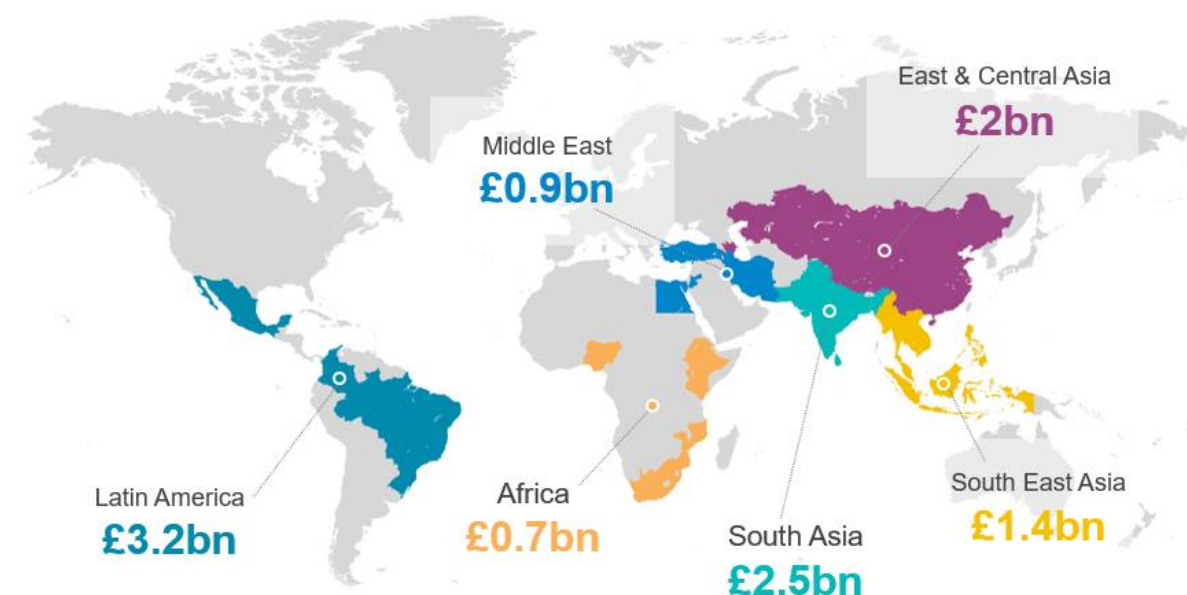 East & Central Asia
£2bn
Middle East
£0.9bn
Latin America
£3.2bn
Africa
£0.7bn
South Asia
£2.5bn
South East Asia
£1.4bn